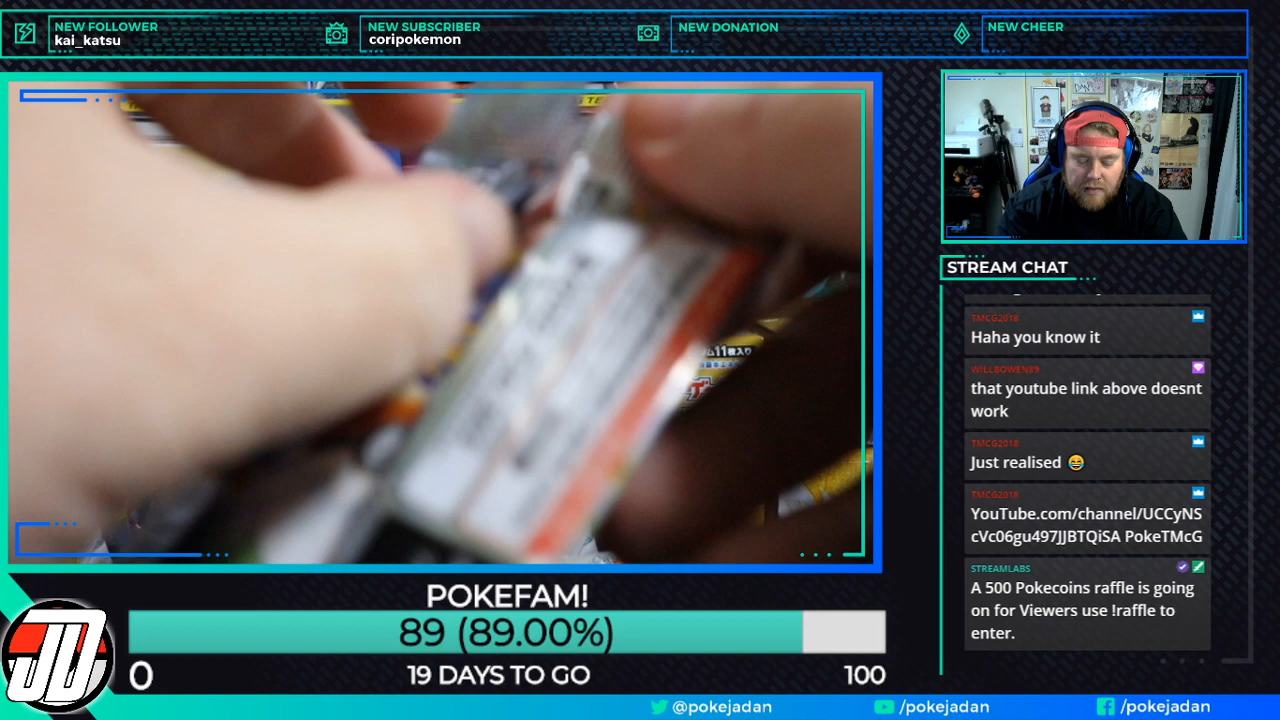 NEW FOLLOWER
kai_katsu
NEW SUBSCRIBER
coripokemon
NEW DONATION
NEW CHEER
STREAM CHAT
TMCG2018
Haha you know it
WILLBOWEN89
that youtube link above doesnt
work
TMCG2018
Just realised 😂
TMCG2018
YouTube.com/channel/UCCyNS
cVc06gu497JJBTQiSA PokeTMcG
STREAMLABS
A 500 Pokecoins raffle is going
on for Viewers use !raffle to
enter.
POKEFAM!
89 (89.00%)
0
19 DAYS TO GO
100
@pokejadan
/pokejadan
/pokejadan